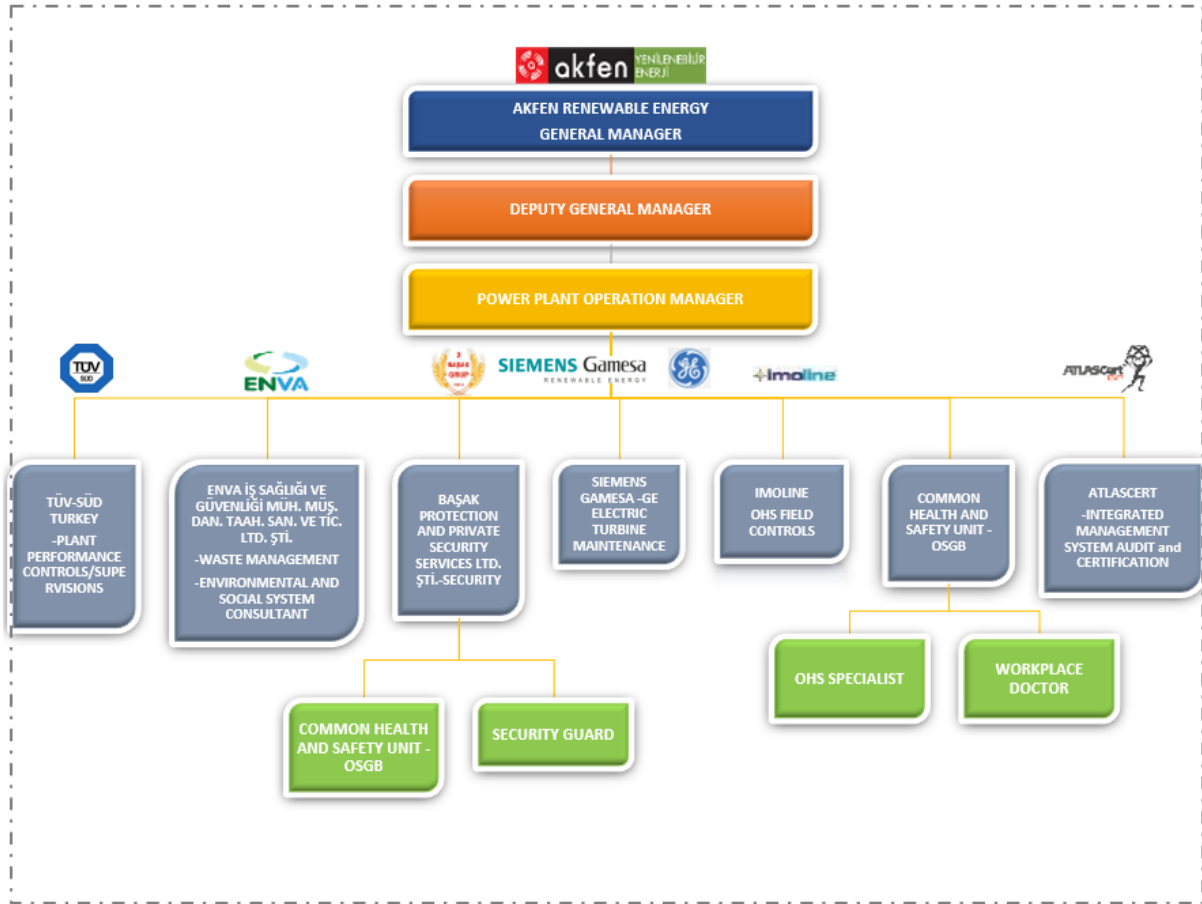 akfen YENİLENEBİLİR
ENERJİ
AKFEN RENEWABLE ENERGY
GENERAL MANAGER
DEPUTY GENERAL MANAGER
POWER PLANT OPERATION MANAGER
TÜV
SÜD
ENVA
BAŞAK
GRUP
SIEMENS Gamesa
RENEWABLE ENERGY
GE
imoline
ATLASCert
TÜV-SÜD
TURKEY
-PLANT
PERFORMANCE
CONTROLS/SUPE
RVISIONS
ENVA İŞ SAĞLIĞI VE
GÜVENLİĞİ MÜH. MÜŞ.
DAN. TAAH. SAN. VE TİC.
LTD. ŞTİ.
-WASTE MANAGEMENT
-ENVIRONMENTAL AND
SOCIAL SYSTEM
CONSULTANT
BAŞAK
PROTECTION
AND PRIVATE
SECURITY
SERVICES LTD.
ŞTİ.-SECURITY
SIEMENS
GAMESA -GE
ELECTRIC
TURBINE
MAINTENANCE
IMOLINE
OHS FIELD
CONTROLS
COMMON
HEALTH AND
SAFETY UNIT -
OSGB
ATLASCERT
-INTEGRATED
MANAGEMENT
SYSTEM AUDIT and
CERTIFICATION
COMMON HEALTH
AND SAFETY UNIT -
OSGB
SECURITY GUARD
OHS SPECIALIST
WORKPLACE
DOCTOR